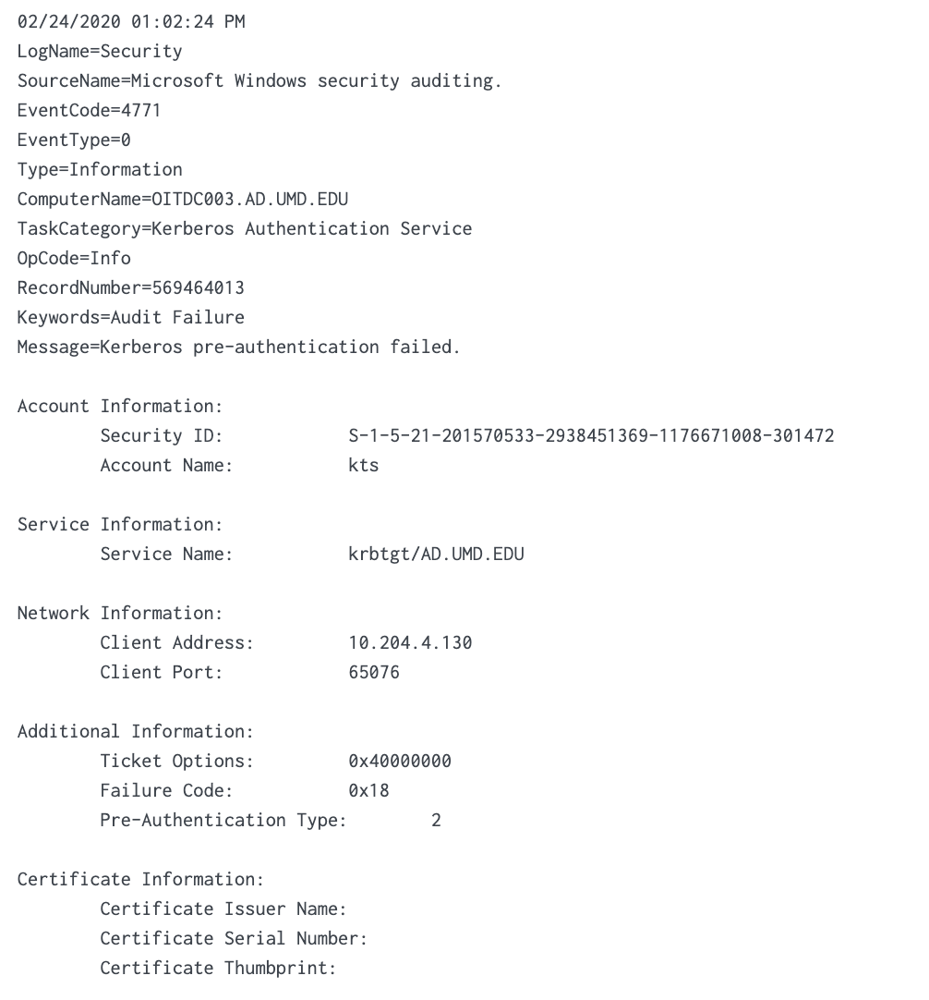 02/24/2020 01:02:24 PM
LogName=Security
SourceName=Microsoft Windows security auditing.
EventCode=4771
EventType=0
Type=Information
ComputerName=OITDC003.AD.UMD.EDU
TaskCategory=Kerberos Authentication Service
OpCode=Info
RecordNumber=569464013
Keywords=Audit Failure
Message=Kerberos pre-authentication failed.
Account Information:
Security ID: S-1-5-21-201570533-2938451369-1176671008-301472
Account Name: kts
Service Information:
Service Name: krbtgt/AD.UMD.EDU
Network Information:
Client Address: 10.204.4.130
Client Port: 65076
Additional Information:
Ticket Options: 0x40000000
Failure Code: 0x18
Pre-Authentication Type: 2
Certificate Information:
Certificate Issuer Name:
Certificate Serial Number:
Certificate Thumbprint: